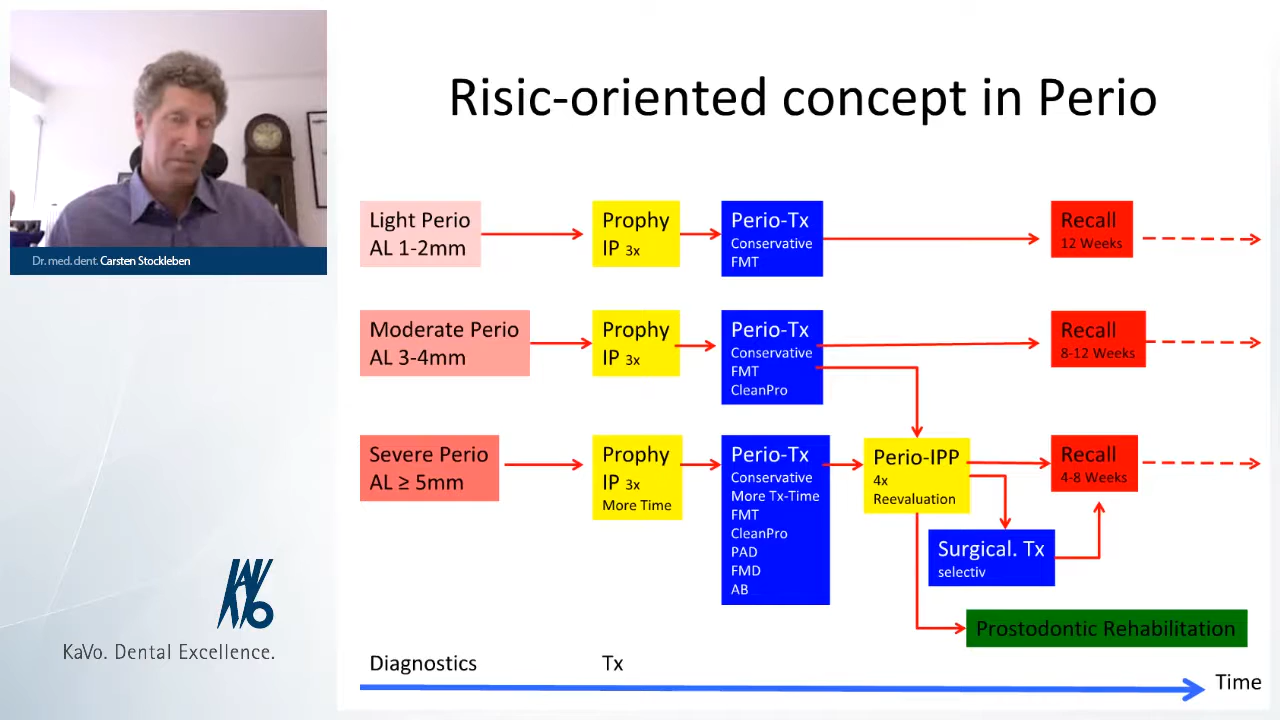 Risic-oriented concept in Perio
Dr. med. dent. Carsten Stockleben
Light Perio
AL 1-2mm
Prophy
IP 3x
Perio-Tx
Conservative
FMT
Recall
12 Weeks
Moderate Perio
AL 3-4mm
Prophy
IP 3x
Perio-Tx
Conservative
FMT
CleanPro
Recall
8-12 Weeks
Severe Perio
AL ≥ 5mm
Prophy
IP 3x
More Time
Perio-Tx
Conservative
More Tx-Time
FMT
CleanPro
PAD
FMD
AB
Perio-IPP
4x
Reevaluation
Recall
4-8 Weeks
Surgical. Tx
selectiv
Prostodontic Rehabilitation
KaVo
KaVo. Dental Excellence.
Diagnostics
Tx
Time